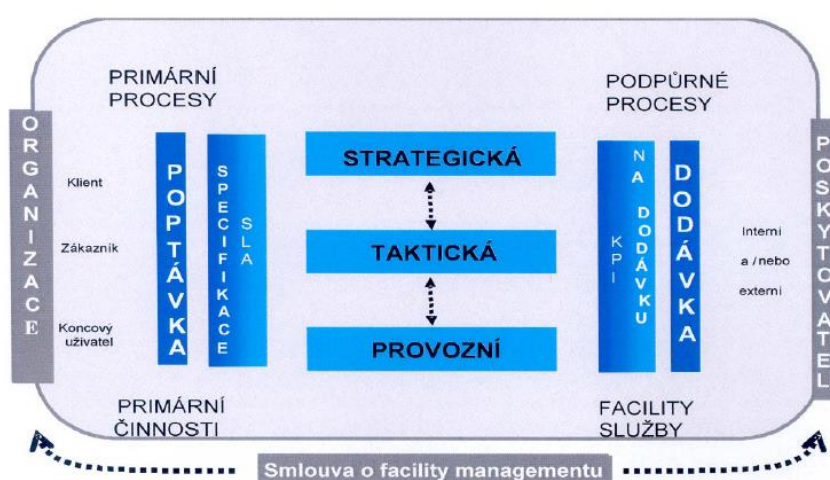 PRIMÁRNÍ
PROCESY
PODPŮRNÉ
PROCESY
ORGANIZACE
Klient
Zákazník
Koncový
uživatel
POPTÁVKA
SPECIFIKACE
SLA
STRATEGICKÁ
TAKTICKÁ
PROVOZNÍ
KPI
NA DODÁVKU
DODÁVKA
Interní
a / nebo
externí
POSKYTOVATEL
PRIMÁRNÍ
ČINNOSTI
FACILITY
SLUŽBY
Smlouva o facility managementu